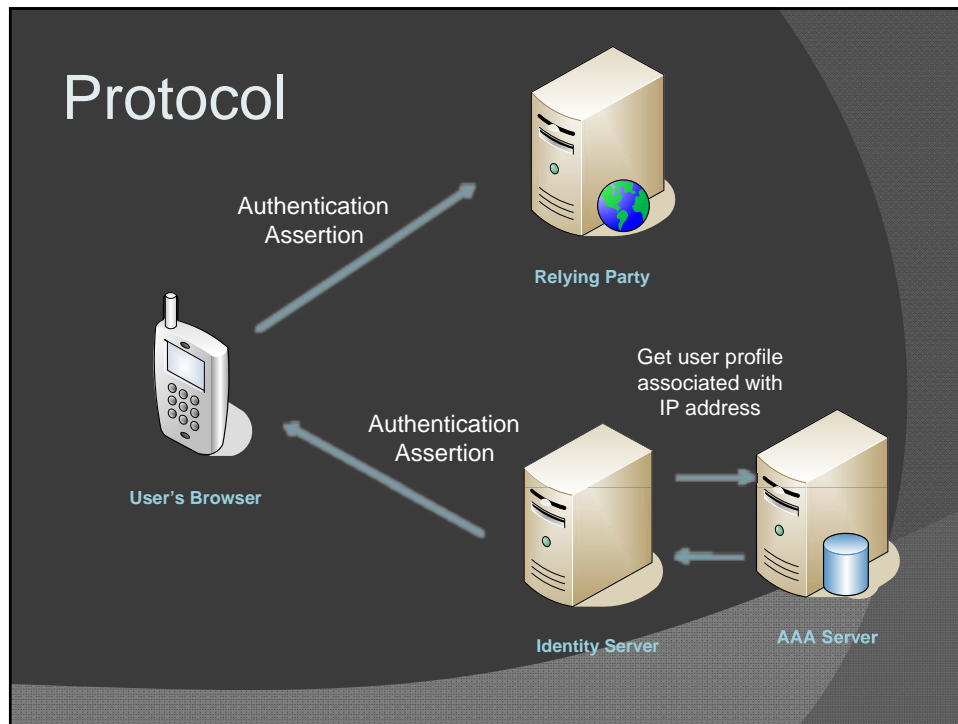 Protocol
Authentication
Assertion
Relying Party
Get user profile
associated with
IP address
Authentication
Assertion
User’s Browser
Identity Server
AAA Server